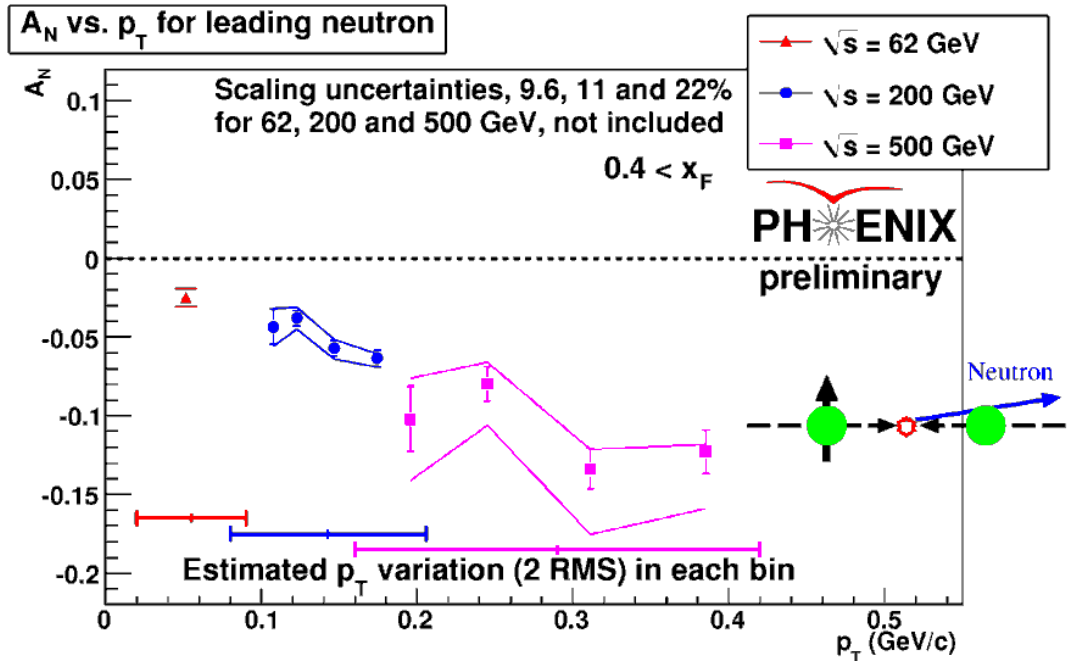 A_N vs. p_T for leading neutron
√s = 62 GeV
√s = 200 GeV
√s = 500 GeV
A_N
Scaling uncertainties, 9.6, 11 and 22%
for 62, 200 and 500 GeV, not included
0.4 < x_F
PHENIX
preliminary
0.1
0.05
0
-0.05
-0.1
-0.15
-0.2
Neutron
Estimated p_T variation (2 RMS) in each bin
0 0.1 0.2 0.3 0.4 0.5
p_T (GeV/c)